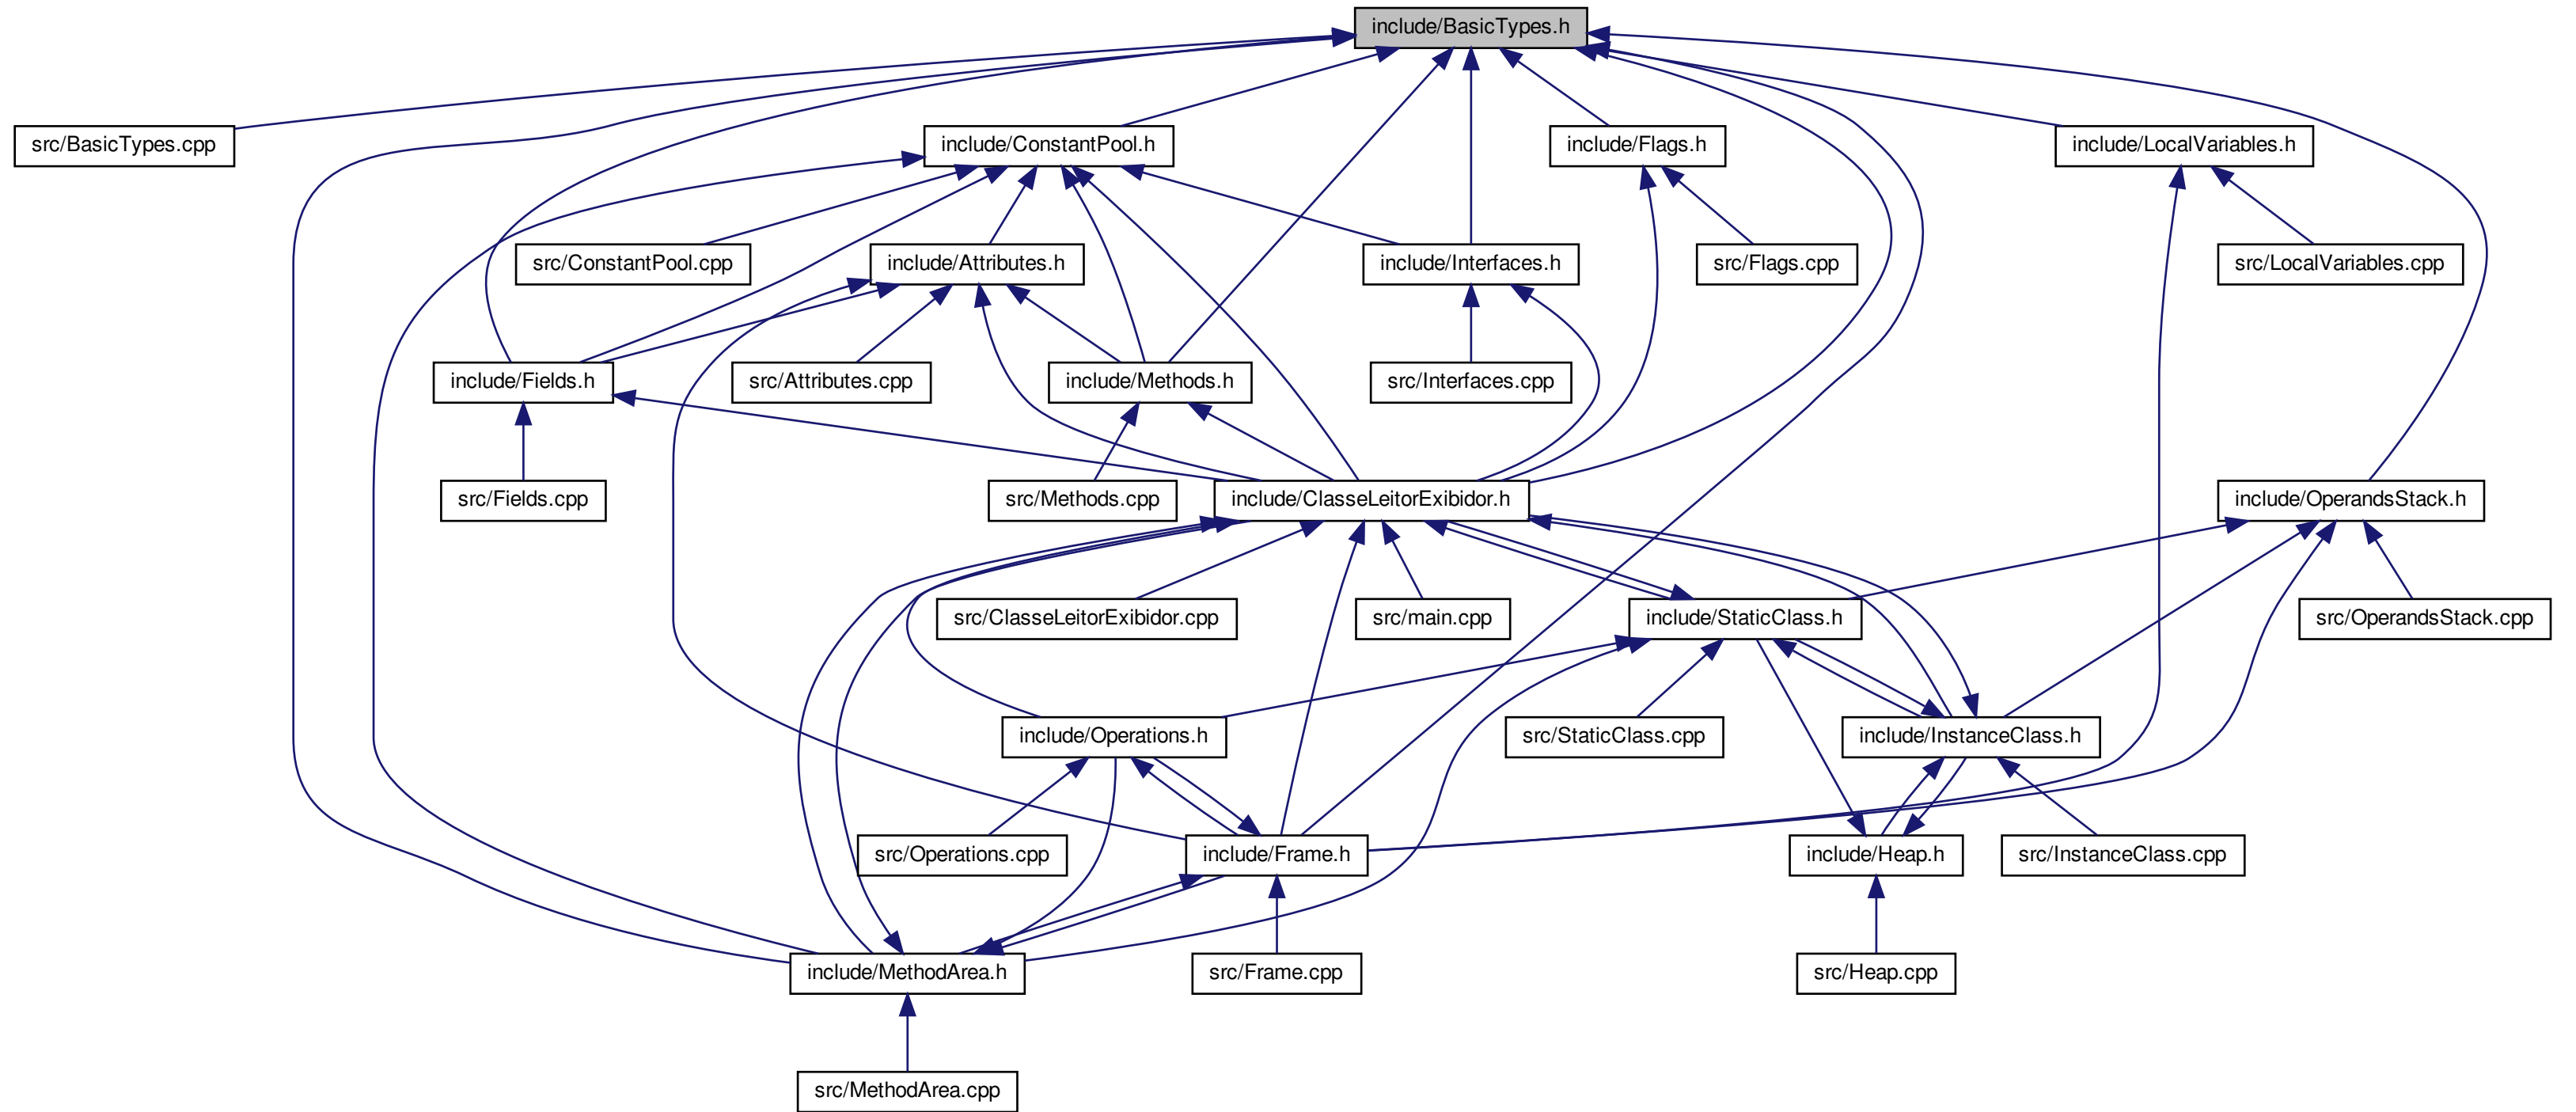 include/BasicTypes.h
src/BasicTypes.cpp
include/ConstantPool.h
include/Flags.h
include/LocalVariables.h
src/ConstantPool.cpp
include/Attributes.h
include/Interfaces.h
src/Flags.cpp
src/LocalVariables.cpp
include/Fields.h
src/Attributes.cpp
include/Methods.h
src/Interfaces.cpp
src/Fields.cpp
src/Methods.cpp
include/ClasseLeitorExibidor.h
include/OperandsStack.h
src/ClasseLeitorExibidor.cpp
src/main.cpp
include/StaticClass.h
src/OperandsStack.cpp
include/Operations.h
src/StaticClass.cpp
include/InstanceClass.h
src/Operations.cpp
include/Frame.h
include/Heap.h
src/InstanceClass.cpp
include/MethodArea.h
src/Frame.cpp
src/Heap.cpp
src/MethodArea.cpp